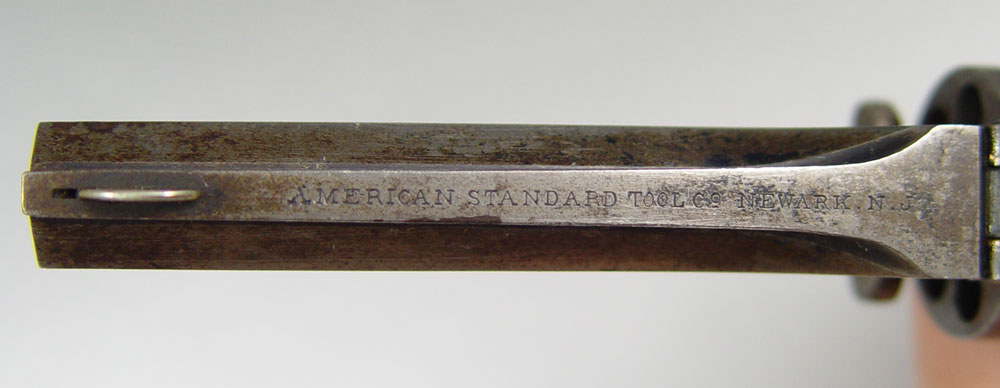 AMERICAN STANDARD TOOL CO NEWARK. N. J.